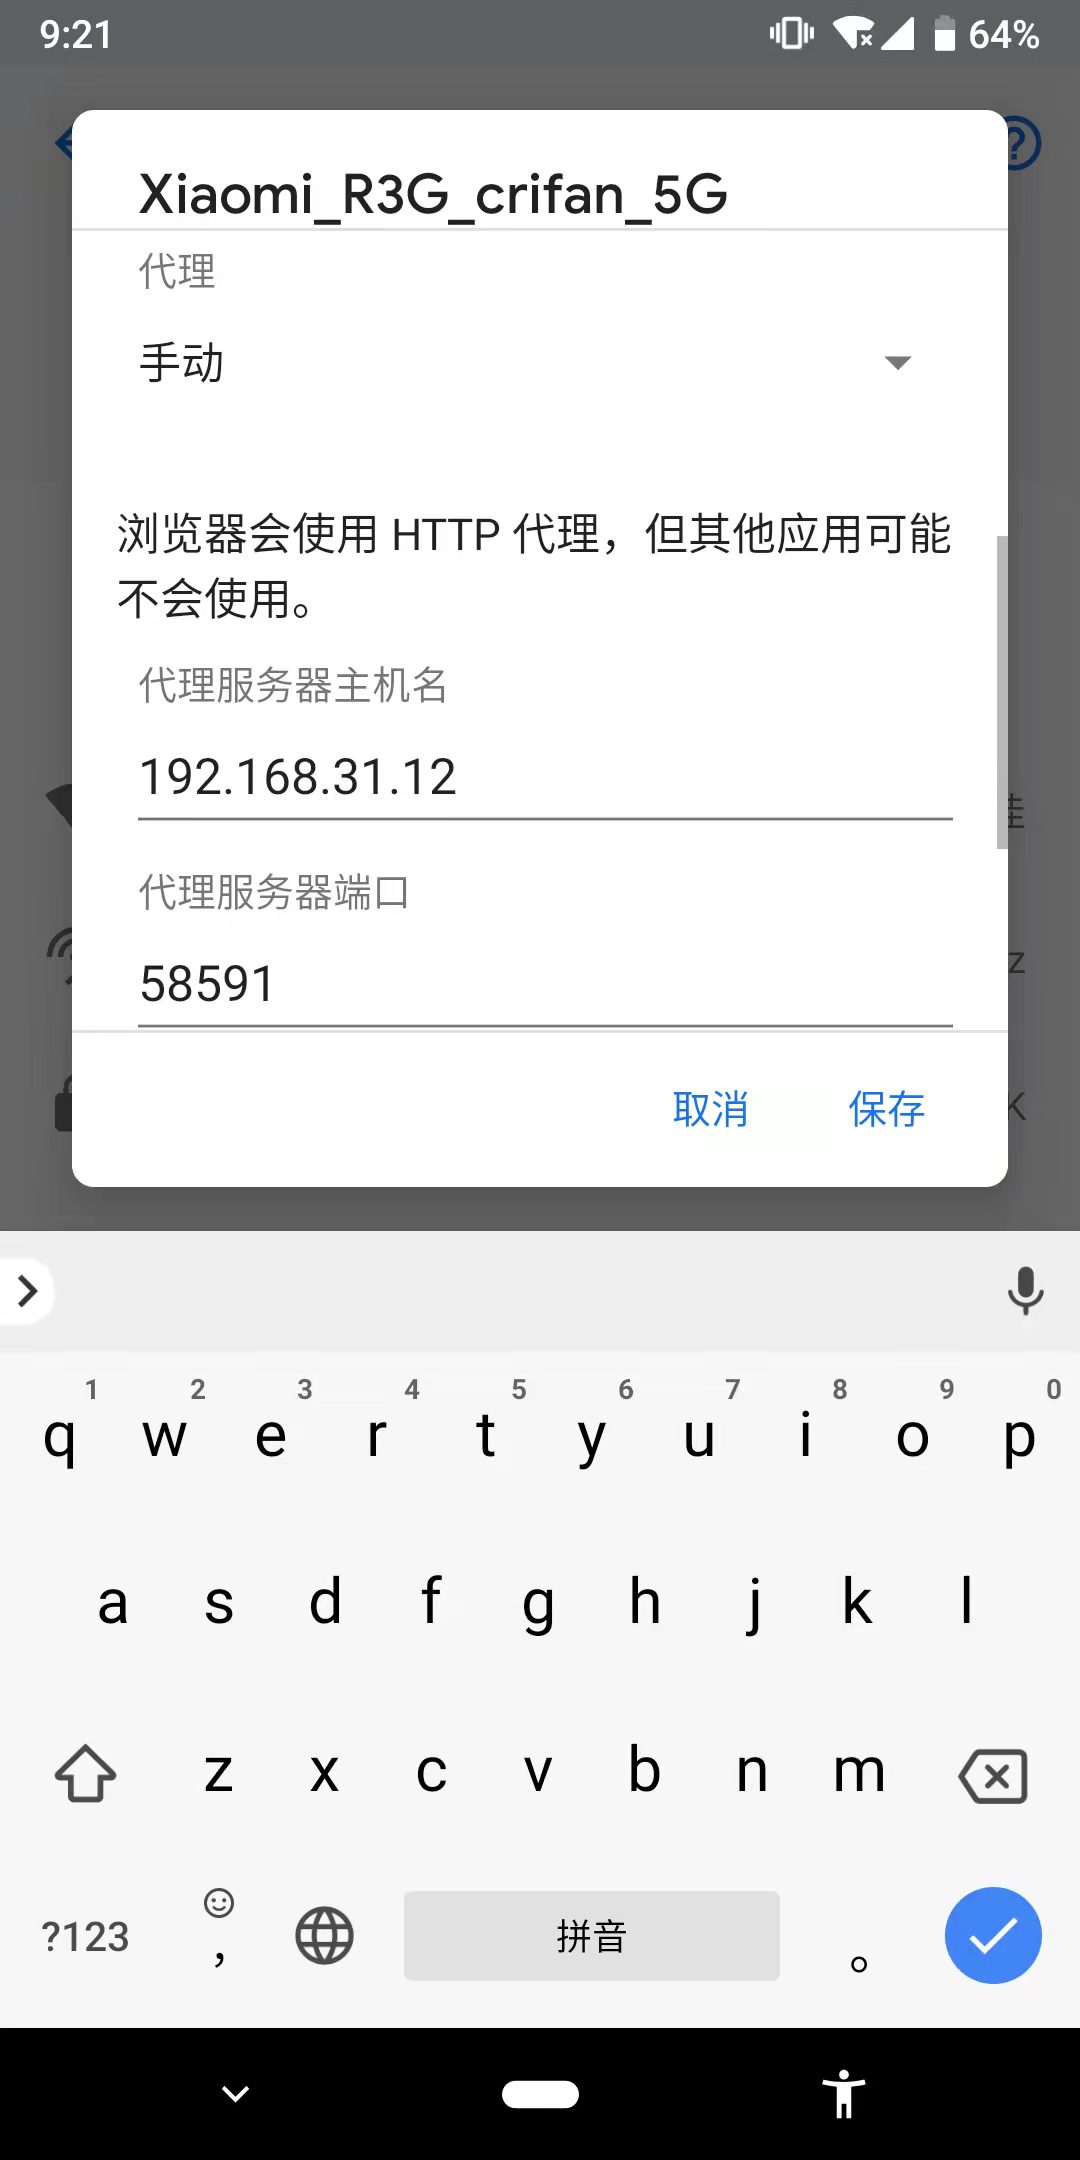 9:21
64%
Xiaomi_R3G_crifan_5G
代理
手动
浏览器会使用 HTTP 代理，但其他应用可能
不会使用。
代理服务器主机名
192.168.31.12
代理服务器端口
58591
z
K
取消
保存
1 2 3 4 5 6 7 8 9 0
q w e r t y u i o p
a s d f g h j k l
z x c v b n m
?123 ， 拼音 。